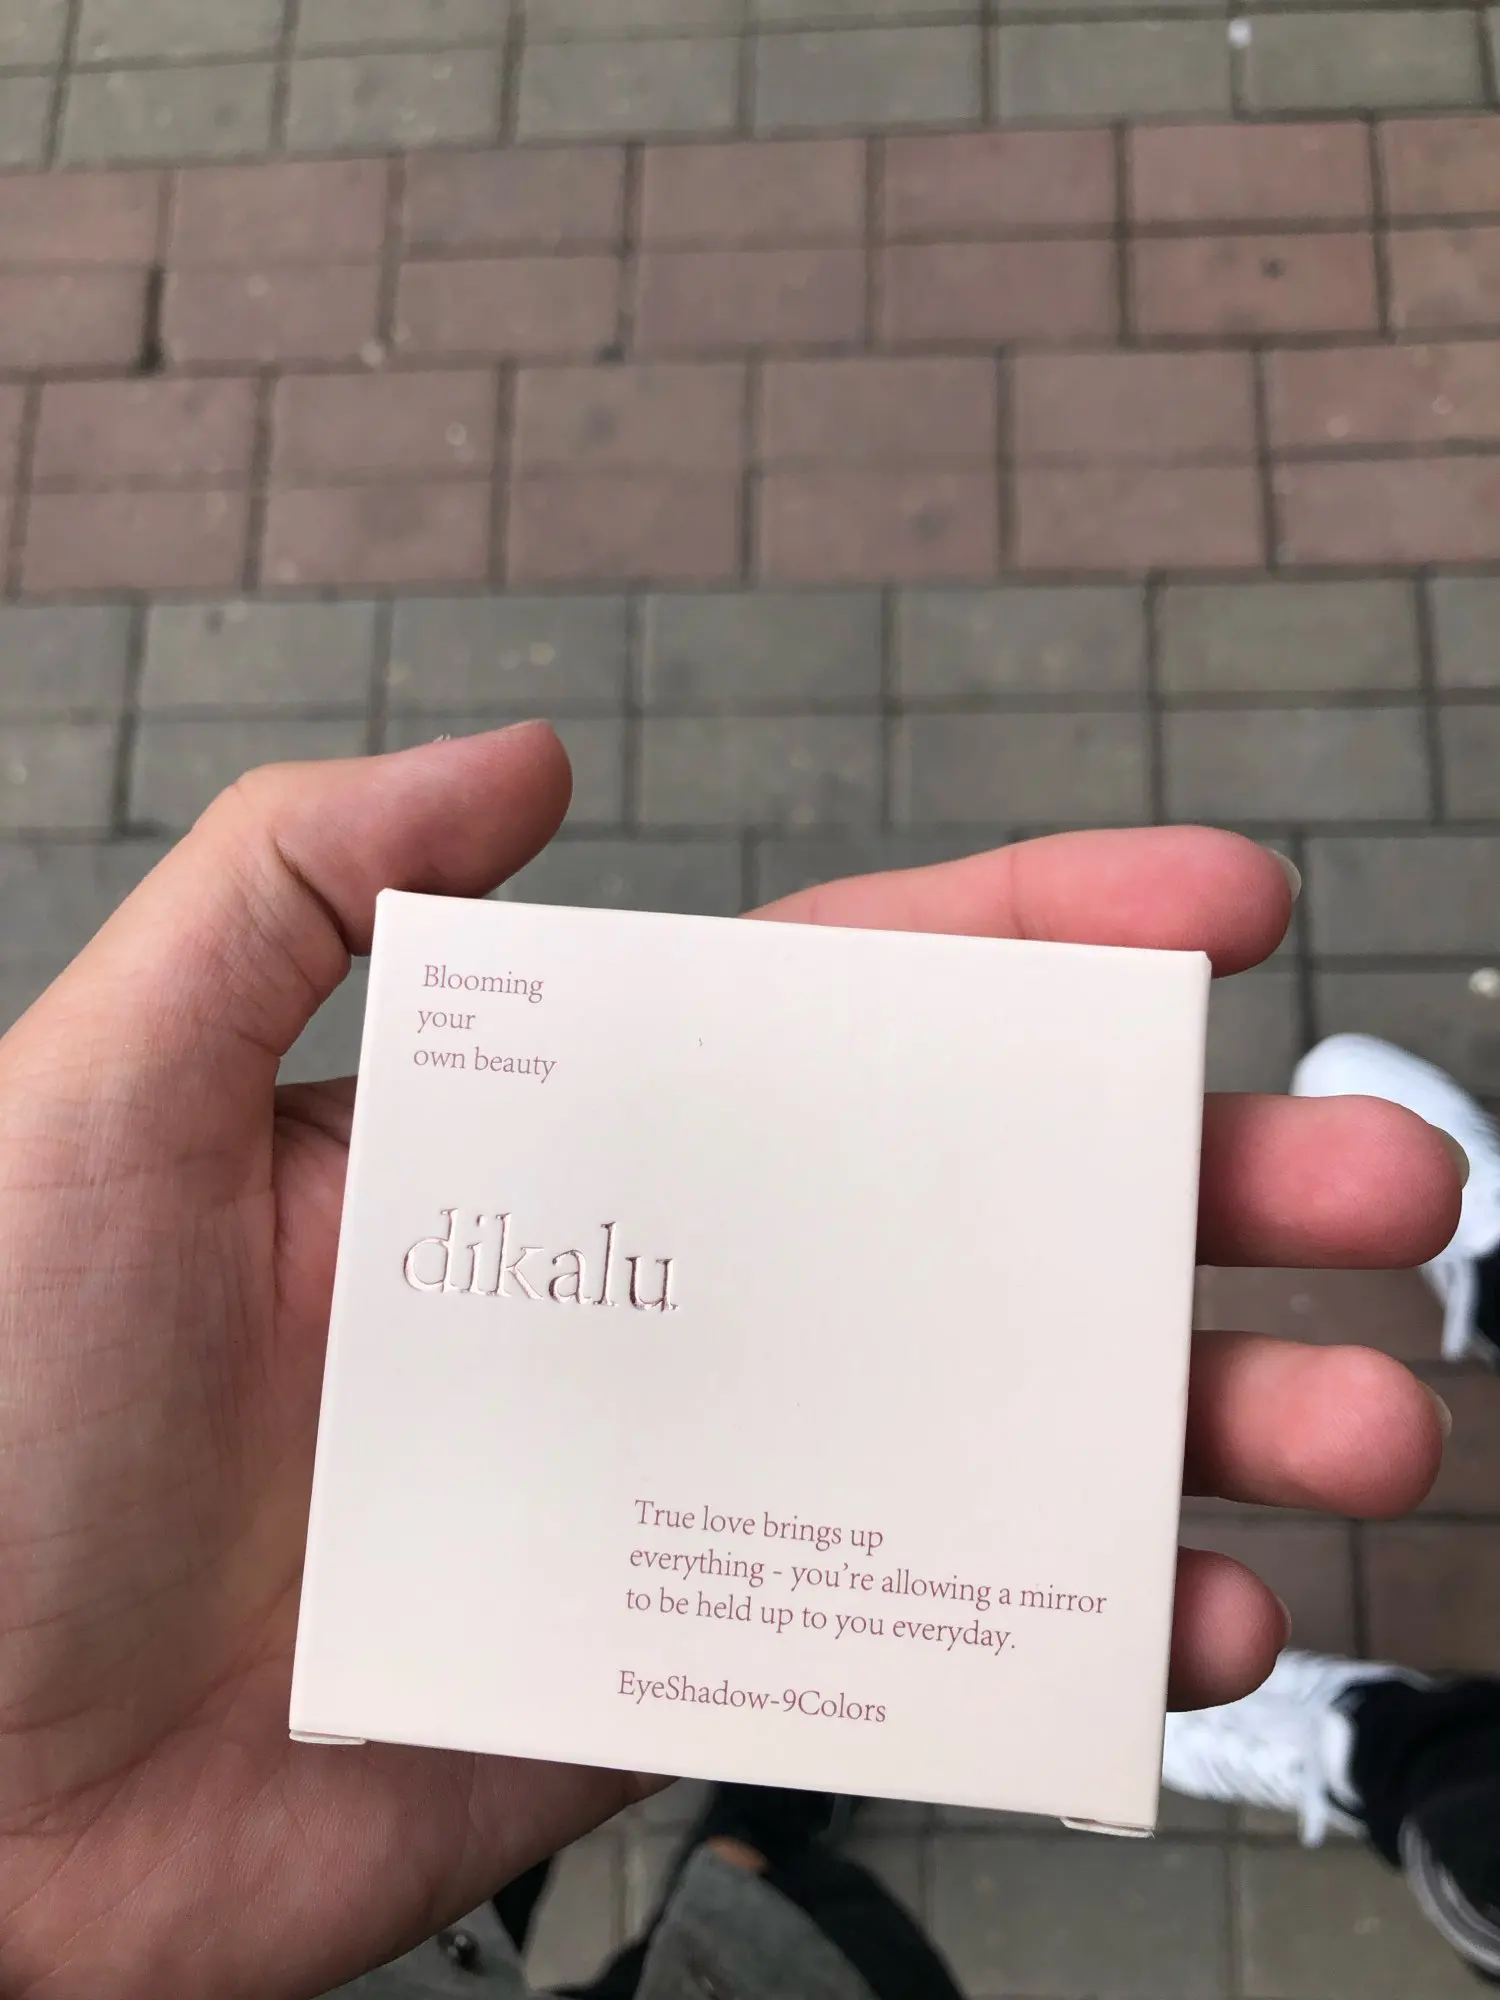 Blooming
your
own beauty
dikalu
True love brings up
everything - you're allowing a mirror
to be held up to you everyday.
EyeShadow-9Colors